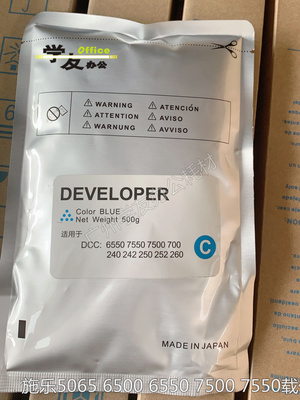 学友
Office
办公
WARNING
ATENCIÓN
ATTENTION
AVISO
WARNUNG
AVVISO
DEVELOPER
Color BLUE
Net Weight 500g
适用于
DCC: 6550 7550 7500 700
240 242 250 252 260
C
MADE IN JAPAN
施乐5065 6500 6550 7500 7550载